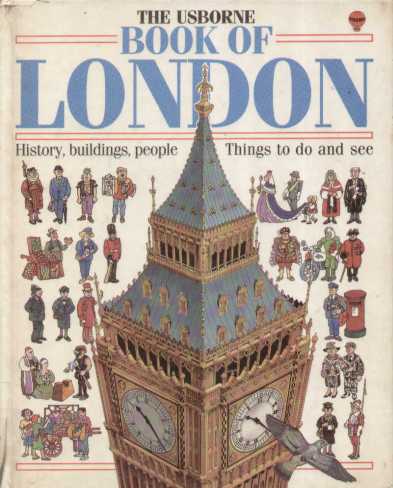 THE USBORNE
BOOK OF
LONDON
History, buildings, people
Things to do and see